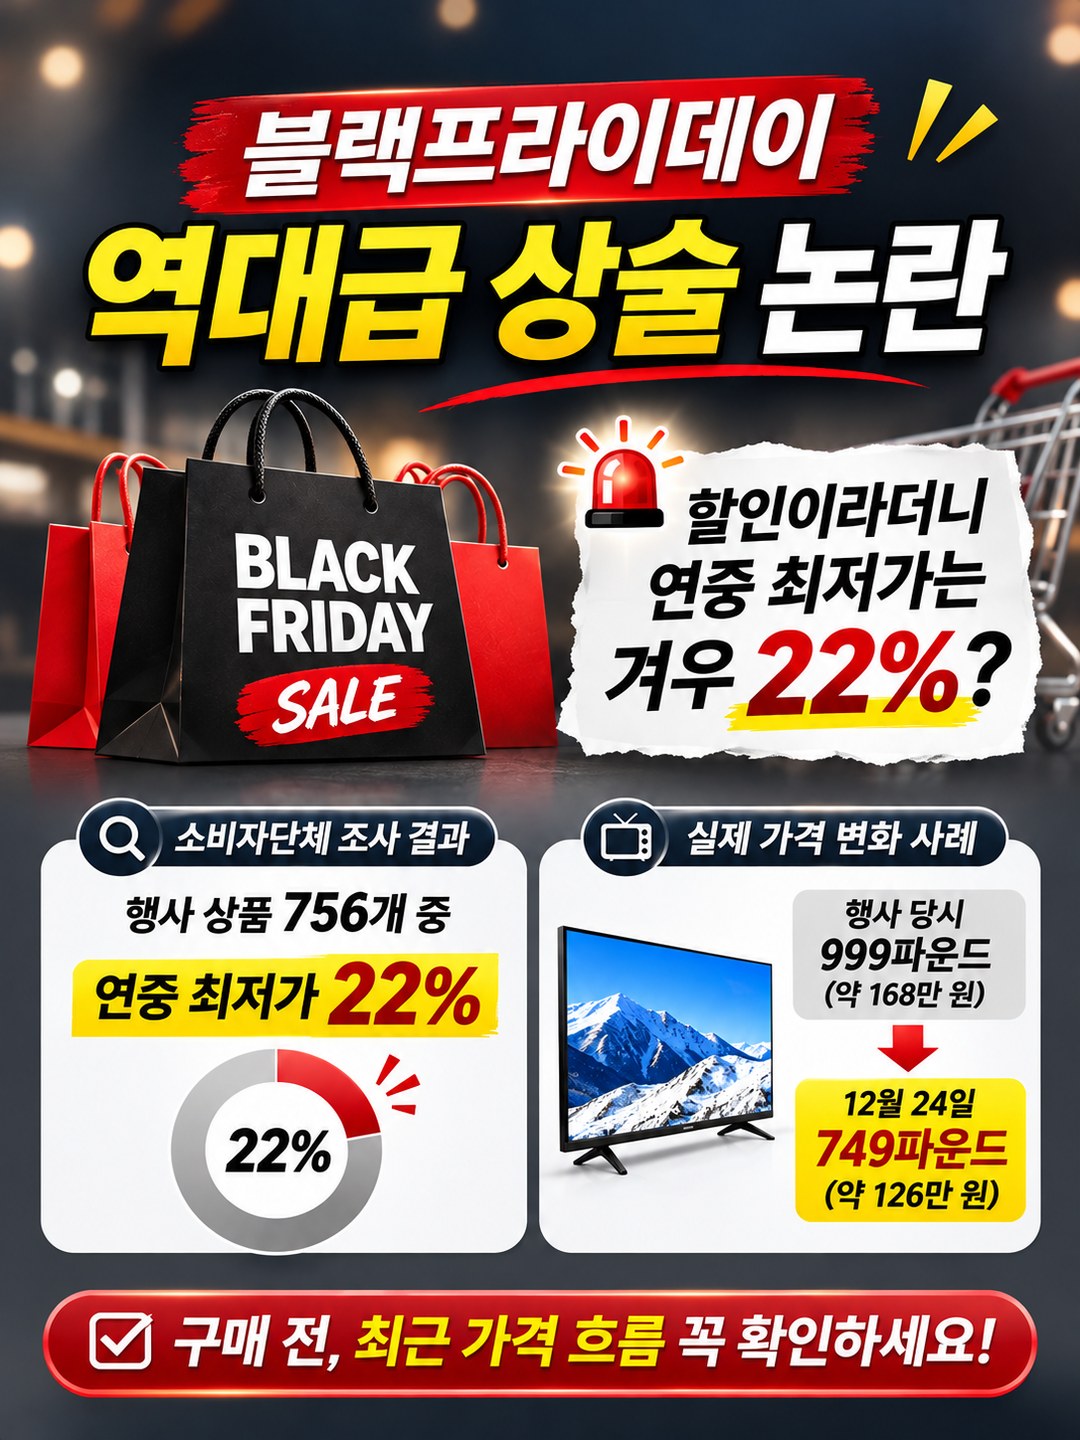 블랙프라이데이
역대급 상술 논란
BLACK
FRIDAY
SALE
할인이라더니
연중 최저가는
겨우 22%?
소비자단체 조사 결과
행사 상품 756개 중
연중 최저가 22%
22%
실제 가격 변화 사례
행사 당시
999파운드
(약 168만 원)
12월 24일
749파운드
(약 126만 원)
구매 전, 최근 가격 흐름 꼭 확인하세요!